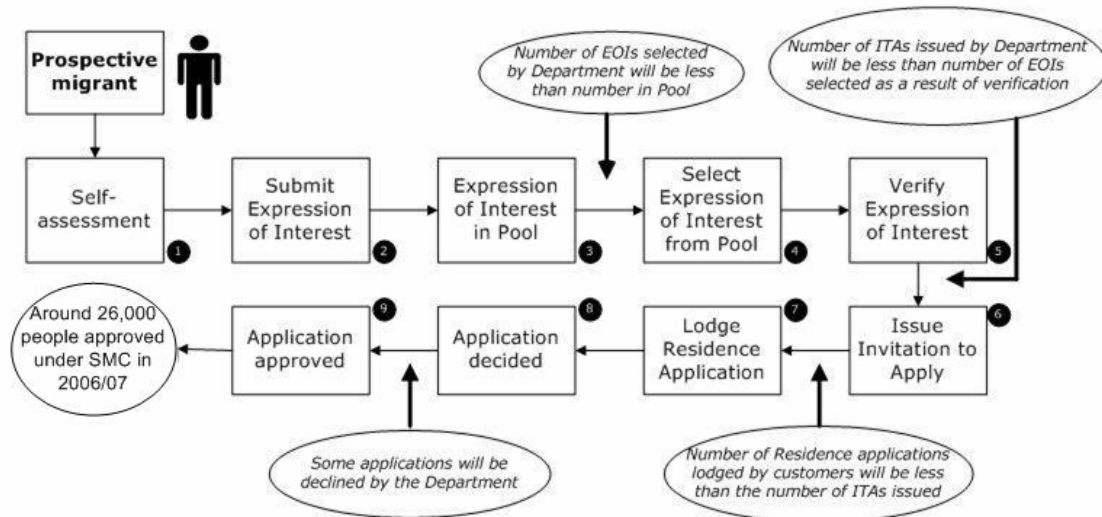 Prospective
migrant
Number of EOIs selected
by Department will be less
than number in Pool
Number of ITAs issued by Department
will be less than number of EOIs
selected as a result of verification
Self-
assessment
1
Submit
Expression
of Interest
2
Expression
of Interest
in Pool
3
Select
Expression
of Interest
from Pool
4
Verify
Expression
of Interest
5
Issue
Invitation to
Apply
6
Lodge
Residence
Application
7
Application
decided
8
Application
approved
9
Around 26,000
people approved
under SMC in
2006/07
Some applications will be
declined by the Department
Number of Residence applications
lodged by customers will be less
than the number of ITAs issued